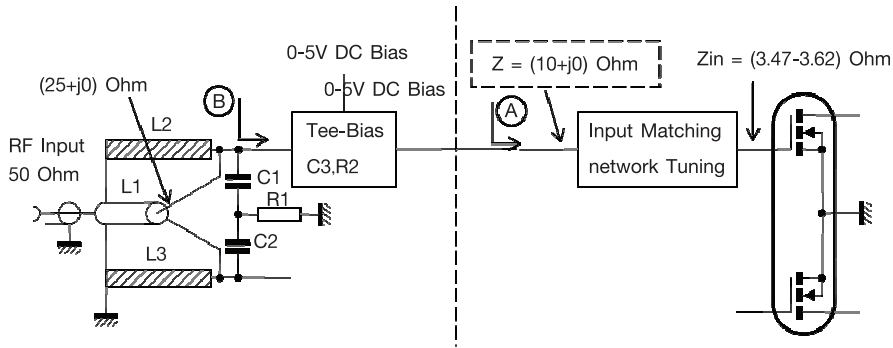 0-5V DC Bias
(25+j0) Ohm
B
0-5V DC Bias
Z = (10+j0) Ohm
Zin = (3.47-3.62) Ohm
A
L2
RF Input
50 Ohm
Tee-Bias
C3,R2
Input Matching
network Tuning
L1
C1
R1
C2
L3